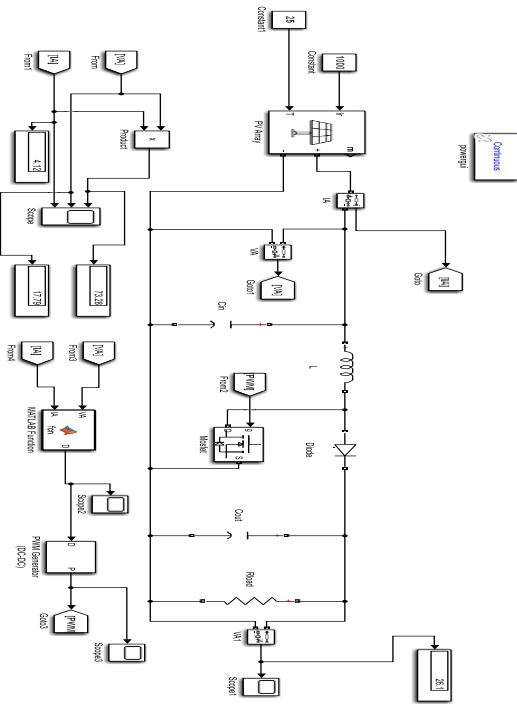 Continuous
powergui
25
Constant1
1000
Constant
Ir
T
m
+
-
PV Array
IA
[IA]
Goto
VA
[VA]
Goto1
Cin
L
[PWM]
From2
g
D
S
Mosfet
Diode
Cout
Road
VA1
Scope1
26.1
[IA]
From1
[VA]
From
×
Product
4.12
Scope
17.79
73.28
[VA]
From3
[IA]
From4
VA
IA
fcn
D
MATLAB Function
Scope2
D
P
PWM Generator
(DC-DC)
[PWM]
Goto3
Scope3